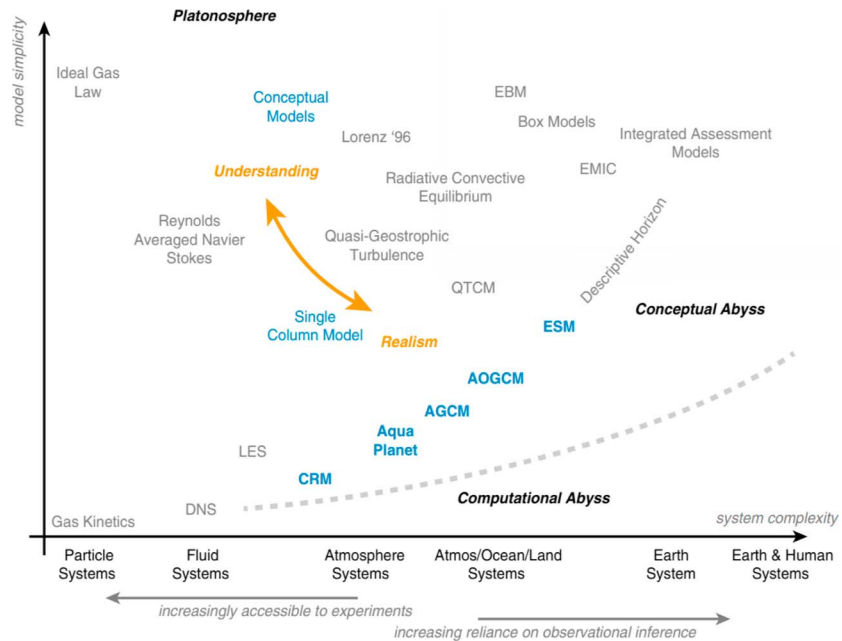 Platonosphere
model simplicity
Ideal Gas
Law
Conceptual
Models
EBM
Box Models
Lorenz ‘96
Integrated Assessment
Models
Understanding
Radiative Convective
Equilibrium
EMIC
Reynolds
Averaged Navier
Stokes
Quasi-Geostrophic
Turbulence
Descriptive Horizon
QTCM
Conceptual Abyss
Single
Column Model
ESM
Realism
AOGCM
AGCM
Aqua
Planet
LES
CRM
Computational Abyss
DNS
Gas Kinetics
system complexity
Particle
Systems
Fluid
Systems
Atmosphere
Systems
Atmos/Ocean/Land
Systems
Earth
System
Earth & Human
Systems
increasingly accessible to experiments
increasing reliance on observational inference